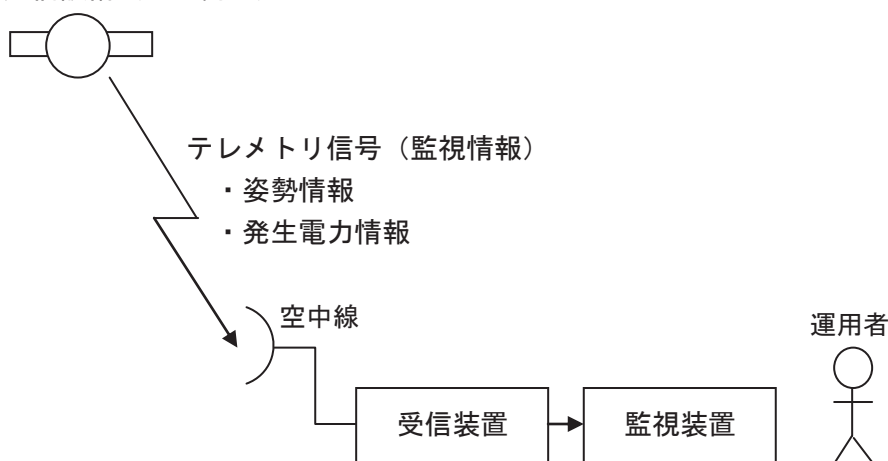 テレメトリ信号（監視情報）
・姿勢情報
・発生電力情報
空中線
運用者
受信装置
監視装置